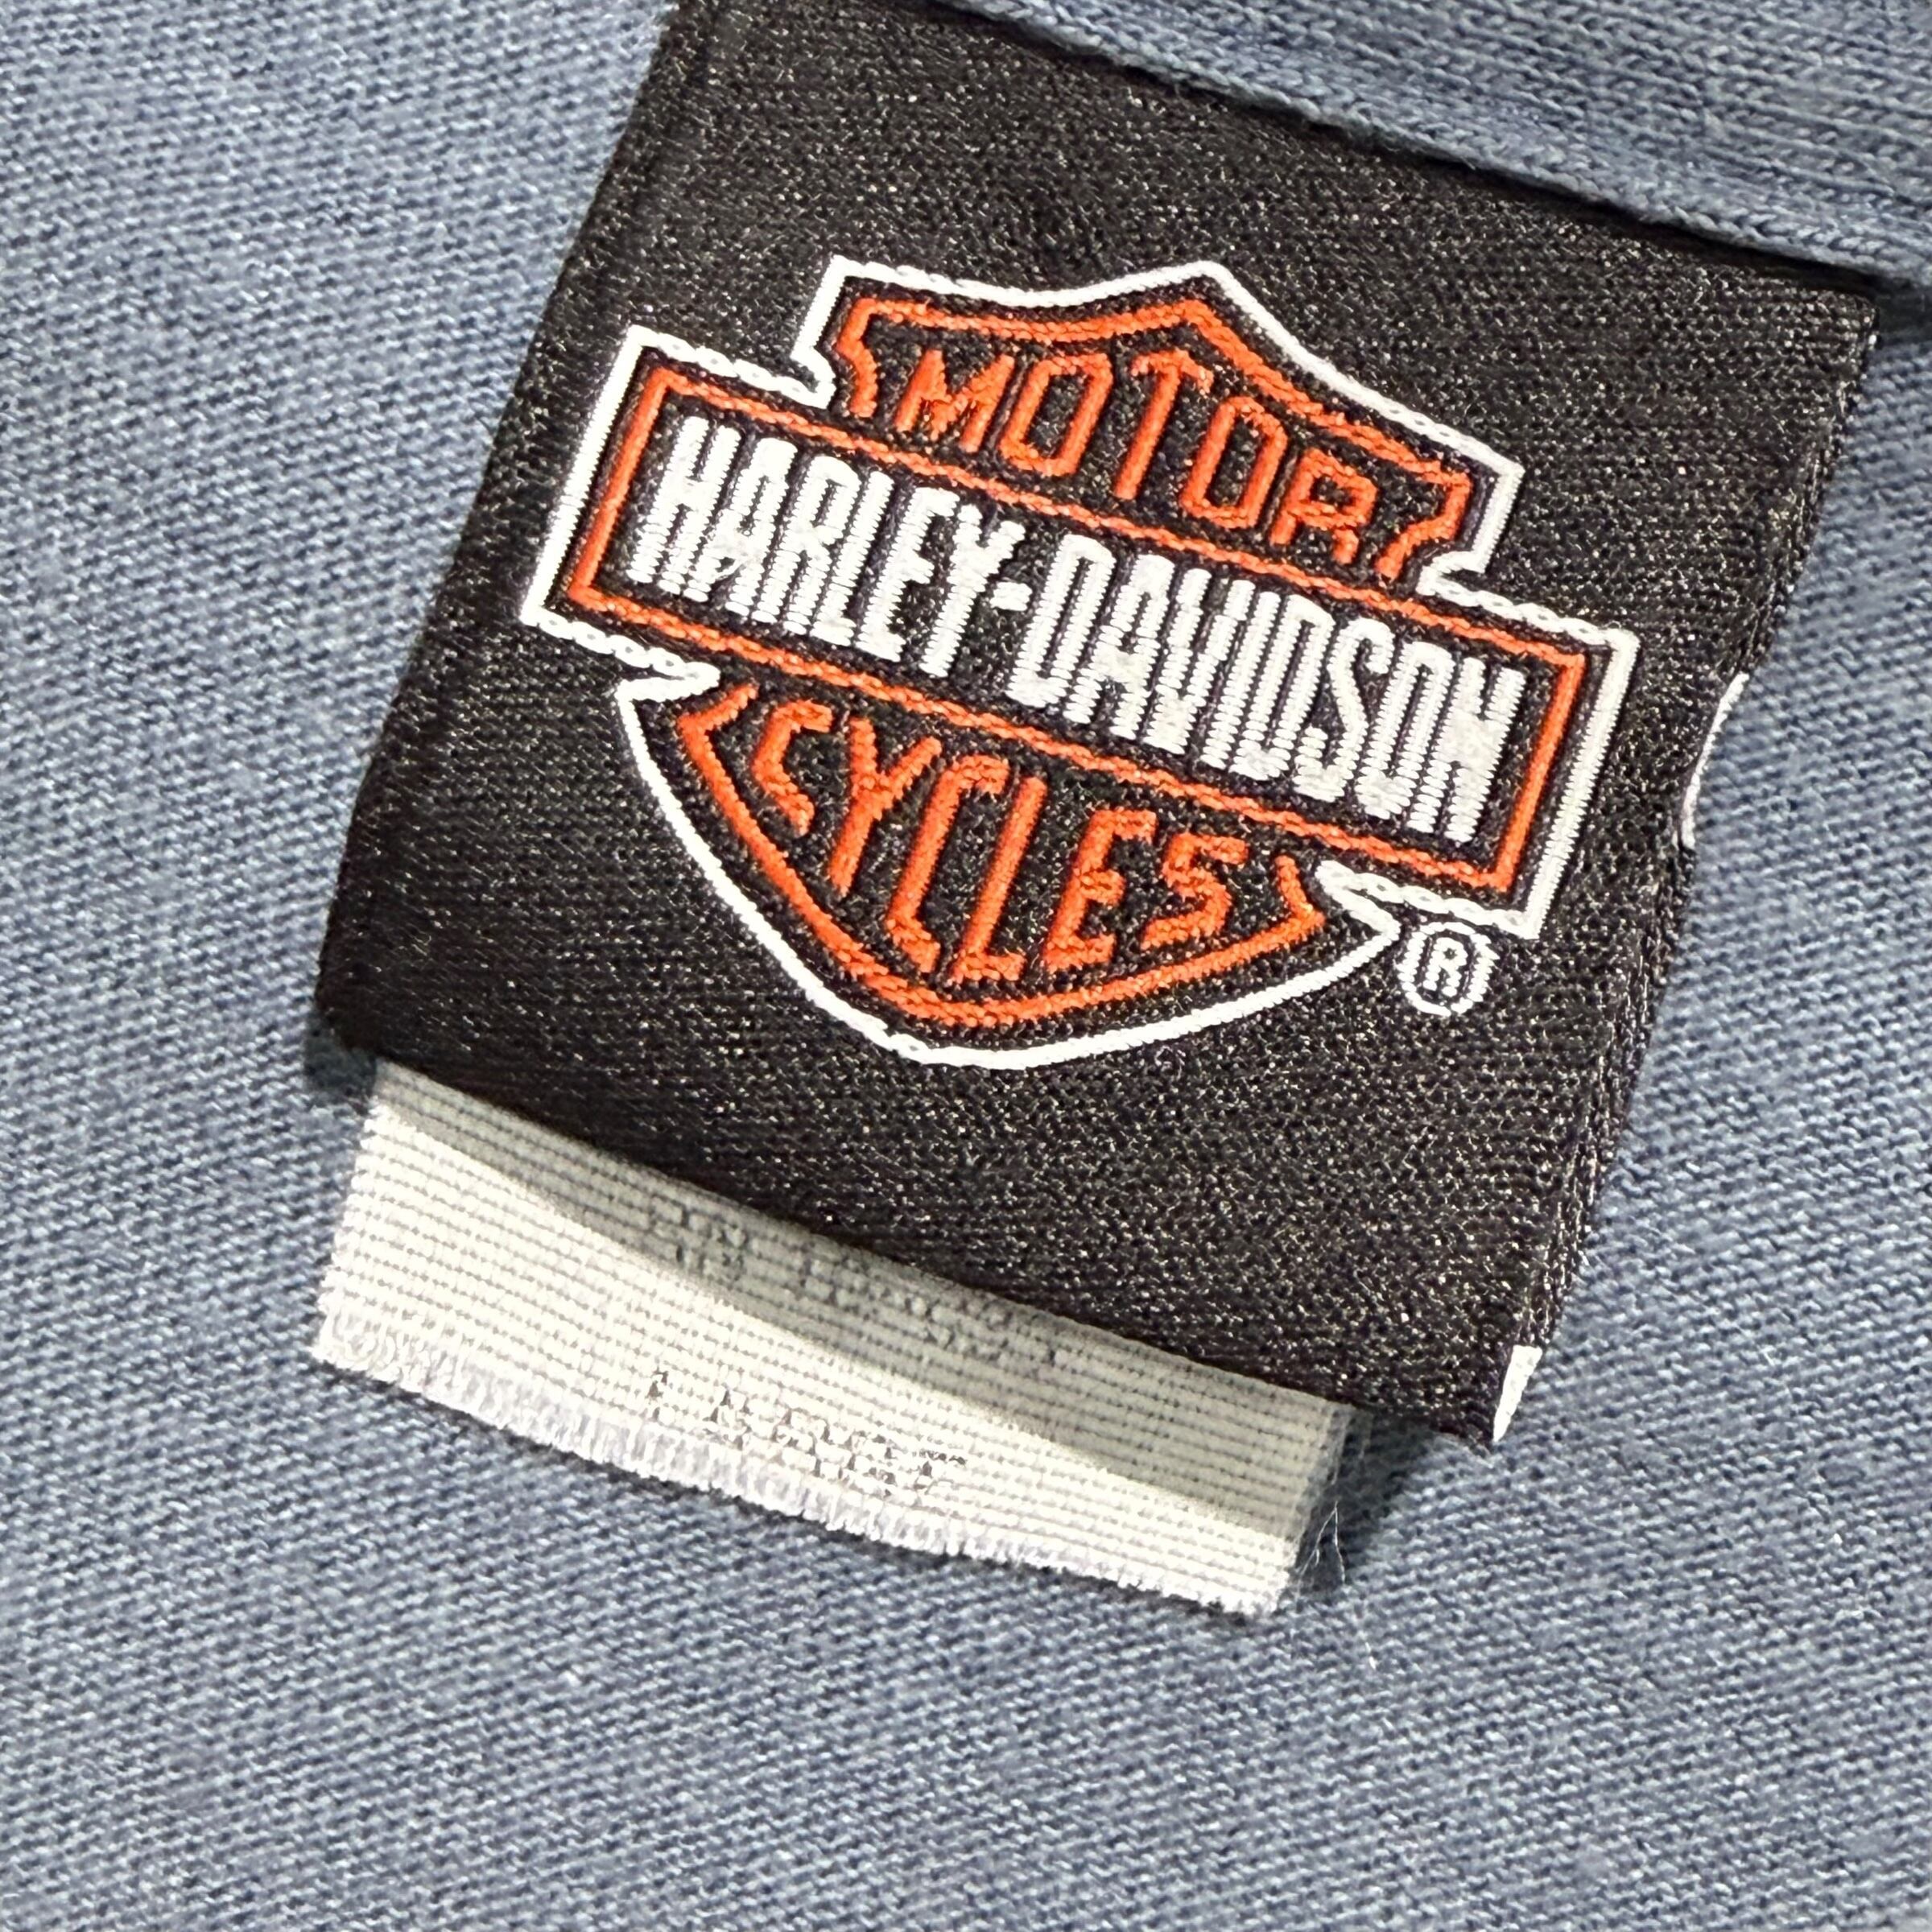 MOTOR
HARLEY-DAVIDSON
CYCLES
®